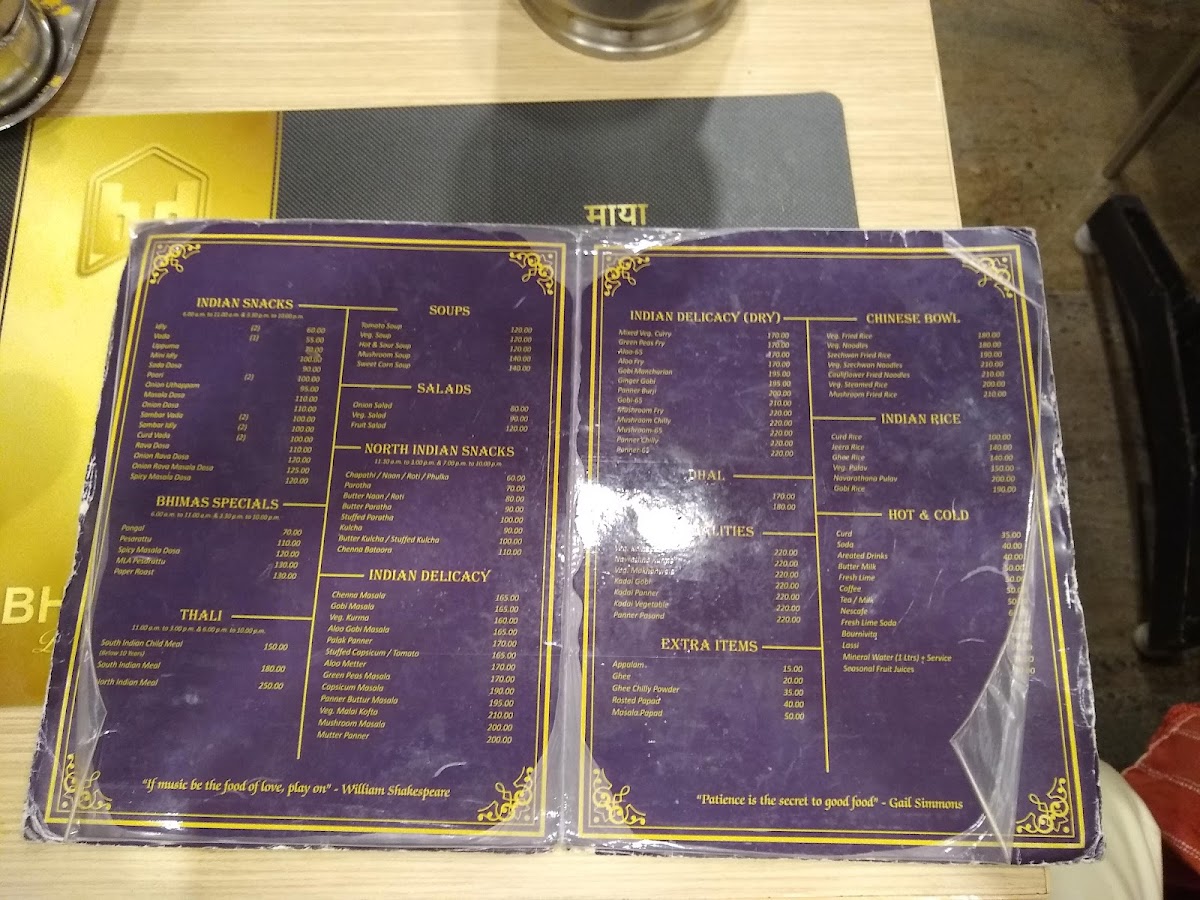 माया
BH
INDIAN SNACKS
6.00 a.m. to 11.00 a.m. & 3.30 p.m. to 10.00 p.m.
Idly (2) 60.00
Vada (1) 55.00
Uppuma 80.00
Mini Idly 100.00
Sada Dosa 90.00
Poori (2) 100.00
Onion Uthappam 95.00
Masala Dosa 110.00
Onion Dosa 110.00
Sambar Vada (2) 100.00
Sambar Idly (2) 100.00
Curd Vada (2) 100.00
Rava Dosa 110.00
Onion Rava Dosa 120.00
Onion Rava Masala Dosa 125.00
Spicy Masala Dosa 120.00
BHIMAS SPECIALS
6.00 a.m. to 11.00 a.m. & 3.30 p.m. to 10.00 p.m.
Pongal 70.00
Pesarattu 110.00
Spicy Masala Dosa 120.00
MLA Pesarattu 130.00
Paper Roast 130.00
THALI
11.00 a.m. to 3.00 p.m. & 6.00 p.m. to 10.00 p.m.
South Indian Child Meal 150.00
(Below 10 Years)
South Indian Meal 180.00
North Indian Meal 250.00
SOUPS
Tomato Soup 120.00
Veg. Soup 120.00
Hot & Sour Soup 120.00
Mushroom Soup 140.00
Sweet Corn Soup 140.00
SALADS
Onion Salad 80.00
Veg. Salad 90.00
Fruit Salad 120.00
NORTH INDIAN SNACKS
11.30 a.m. to 3.00 p.m. & 7.00 p.m. to 10.00 p.m.
Chapathi / Naan / Roti / Phulka 60.00
Paratha 70.00
Butter Naan / Roti 80.00
Butter Paratha 90.00
Stuffed Paratha 100.00
Kulcha 90.00
Butter Kulcha / Stuffed Kulcha 100.00
Chenna Bataora 110.00
INDIAN DELICACY
Chenna Masala 165.00
Gobi Masala 165.00
Veg. Kurma 160.00
Aloo Gobi Masala 165.00
Palak Panner 170.00
Stuffed Capsicum / Tomato 165.00
Aloo Metter 170.00
Green Peas Masala 170.00
Capsicum Masala 190.00
Panner Buttur Masala 195.00
Veg. Malai Kofta 210.00
Mushroom Masala 200.00
Mutter Panner 200.00
"If music be the food of love, play on" - William Shakespeare
INDIAN DELICACY (DRY)
Mixed Veg. Curry 170.00
Green Peas Fry 170.00
Aloo-65 170.00
Aloo Fry 170.00
Gobi Manchurian 195.00
Ginger Gobi 195.00
Panner Burji 200.00
Gobi-65 210.00
Mushroom Fry 220.00
Mushroom Chilly 220.00
Mushroom-65 220.00
Panner Chilly 220.00
Panner-65 220.00
DHAL
170.00
180.00
220.00
220.00
Veg. Makhanwala 220.00
Kadai Gobi 220.00
Kadai Panner 220.00
Kadai Vegetable 220.00
Panner Pasand 220.00
EXTRA ITEMS
Appalam 15.00
Ghee 20.00
Ghee Chilly Powder 35.00
Rosted Papad 40.00
Masala Papad 50.00
CHINESE BOWL
Veg. Fried Rice 180.00
Veg. Noodles 180.00
Szechwan Fried Rice 190.00
Veg. Szechwan Noodles 210.00
Cauliflower Fried Noodles 210.00
Veg. Steamed Rice 200.00
Mushroom Fried Rice 210.00
INDIAN RICE
Curd Rice 100.00
Jeera Rice 140.00
Ghee Rice 140.00
Veg. Pulav 150.00
Navarathana Pulav 200.00
Gobi Rice 190.00
HOT & COLD
Curd 35.00
Soda 40.00
Areated Drinks 40.00
Butter Milk 50.00
Fresh Lime 50.00
Coffee 50.00
Tea / Milk
Nescafe
Fresh Lime Soda
Bournivita
Lassi
Mineral Water (1 Ltrs) + Service
Seasonal Fruit Juices
"Patience is the secret to good food" - Gail Simmons